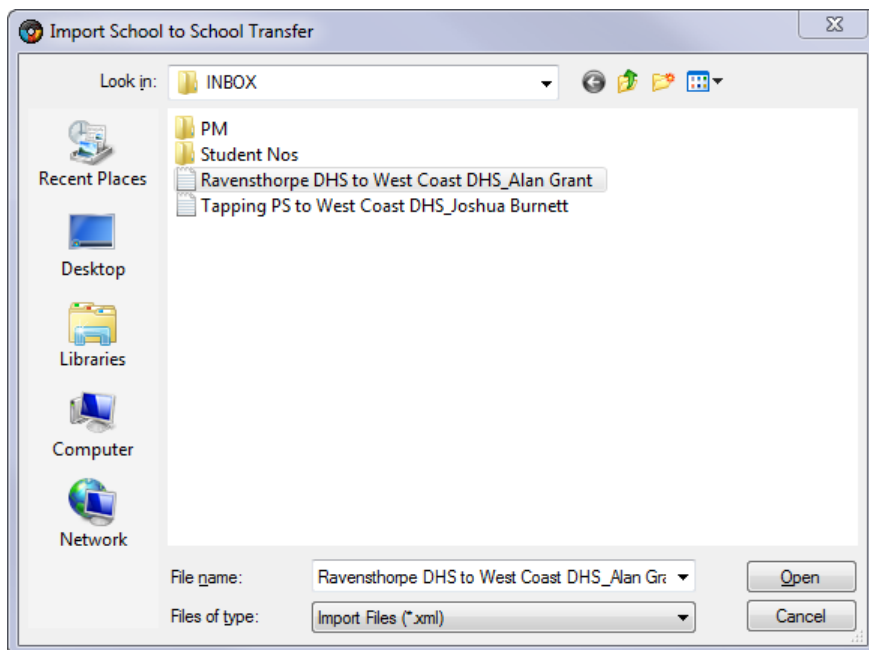 Import School to School Transfer
Look in: INBOX
PM
Student Nos
Ravensthorpe DHS to West Coast DHS_Alan Grant
Tapping PS to West Coast DHS_Joshua Burnett
Recent Places
Desktop
Libraries
Computer
Network
File name: Ravensthorpe DHS to West Coast DHS_Alan Gra Open
Files of type: Import Files (*.xml) Cancel